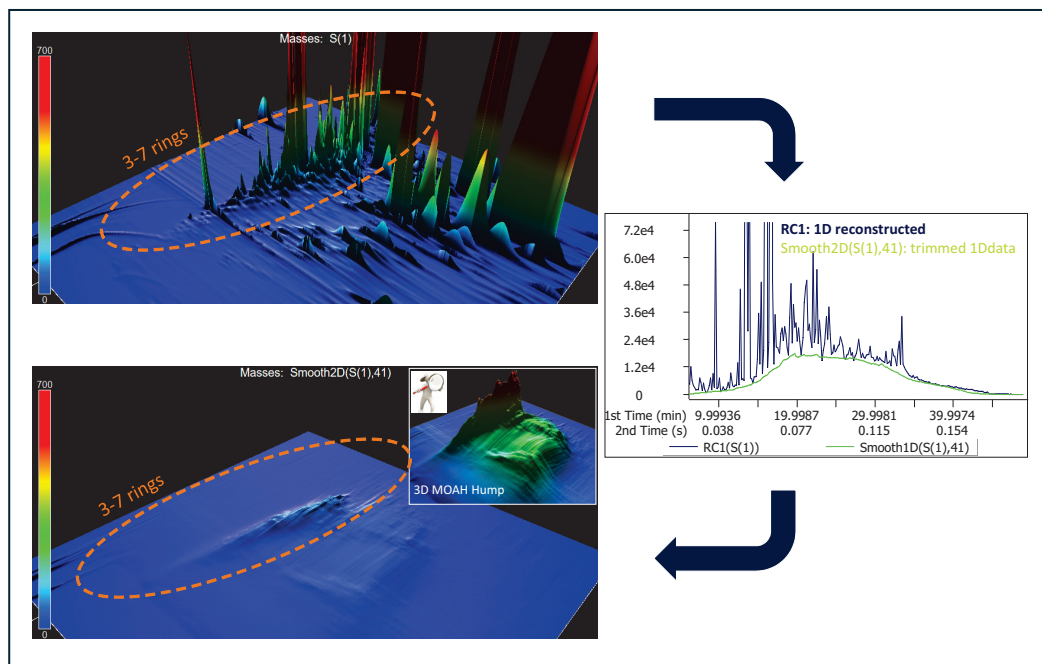 Masses: S(1)
700
0
3-7 rings
7.2e4
6.0e4
4.8e4
3.6e4
2.4e4
1.2e4
0
RC1: 1D reconstructed
Smooth2D(S(1),41): trimmed 1Ddata
1st Time (min) 9.99936 19.9987 29.9981 39.9974
2nd Time (s) 0.038 0.077 0.115 0.154
RC1(S(1)) Smooth1D(S(1),41)
Masses: Smooth2D(S(1),41)
700
0
3-7 rings
3D MOAH Hump